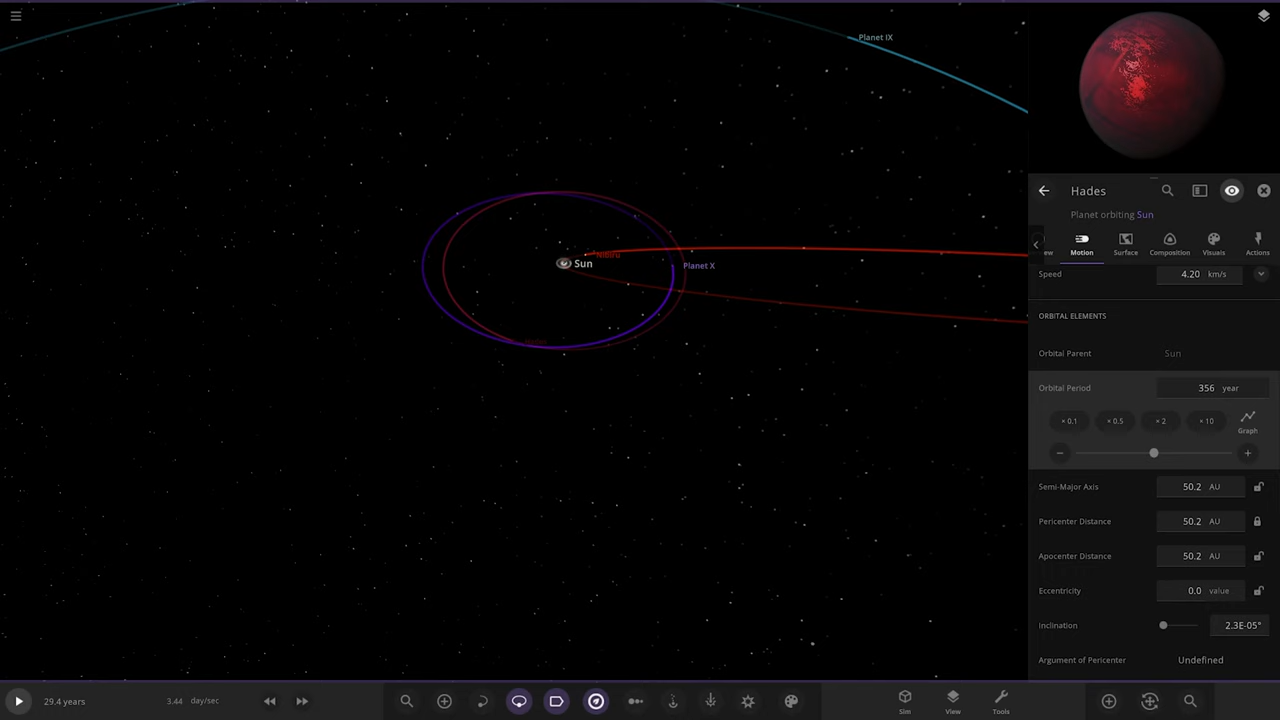 Planet IX
Nibiru
Sun
Planet X
Hades
Hades
Planet orbiting Sun
ew
Motion
Surface
Composition
Visuals
Actions
Speed
4.20 km/s
ORBITAL ELEMENTS
Orbital Parent
Sun
Orbital Period
356 year
× 0.1
× 0.5
× 2
× 10
Graph
Semi-Major Axis
50.2 AU
Pericenter Distance
50.2 AU
Apocenter Distance
50.2 AU
Eccentricity
0.0 value
Inclination
2.3E-05°
Argument of Pericenter
Undefined
29.4 years
3.44 day/sec
Sim
View
Tools